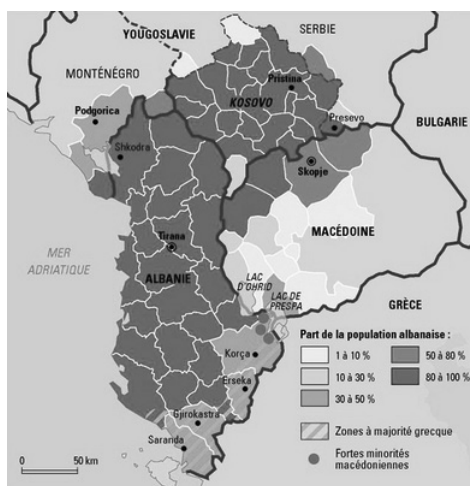 YOUGOSLAVIE
SERBIE
MONTÉNÉGRO
Pristina
KOSOVO
Podgorica
Presevo
BULGARIE
Shkodra
Skopje
Tirana
MACÉDOINE
MER
ADRIATIQUE
ALBANIE
LAC
D'OHRID
LAC DE
PRESPA
GRÈCE
Korça
Erseka
Gjirokastra
Saranda
Part de la population albanaise :
1 à 10 %
50 à 80 %
10 à 30 %
80 à 100 %
30 à 50 %
Zones à majorité grecque
Fortes minorités
macédoniennes
0
50 km